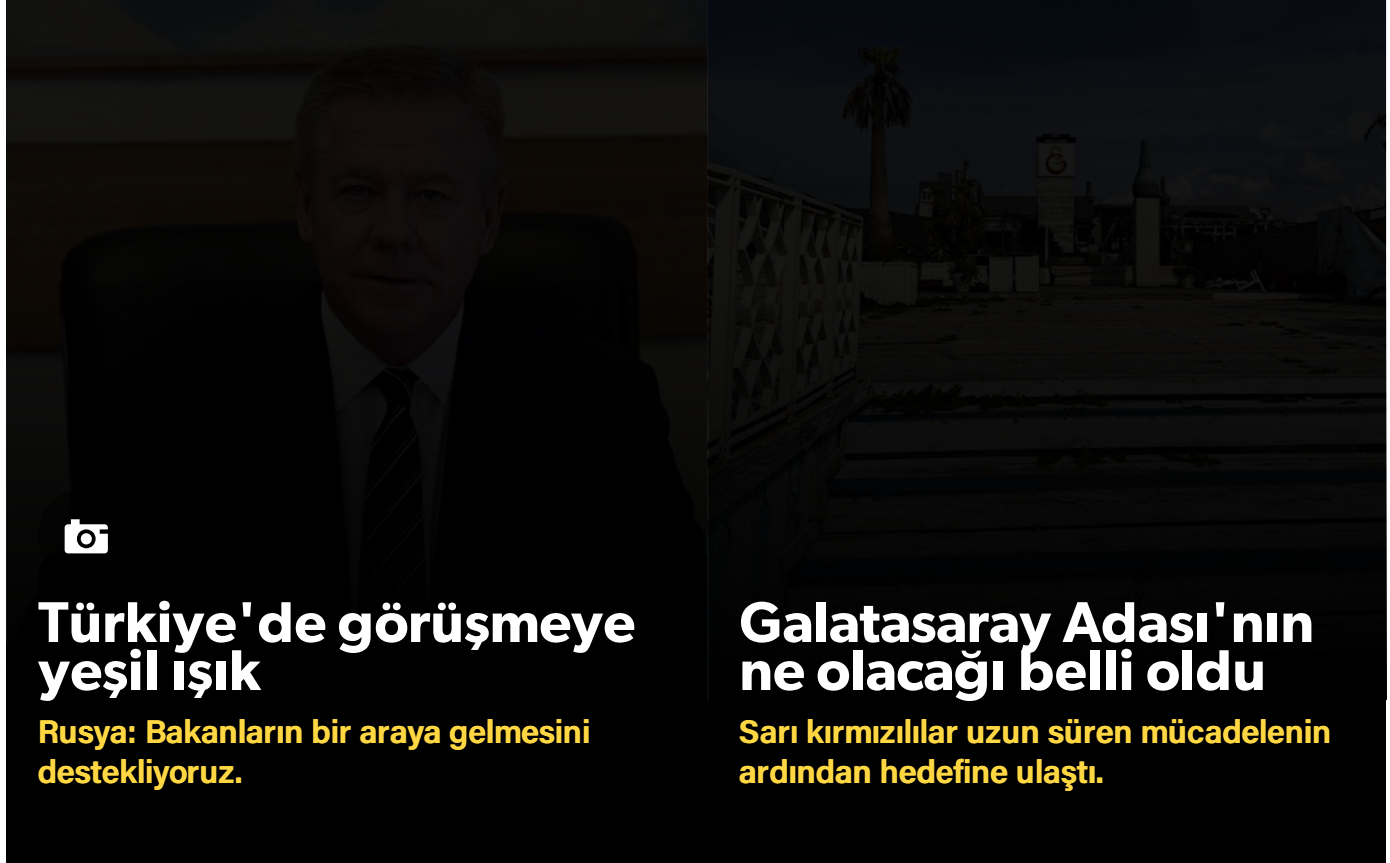 Türkiye'de görüşmeye
yeşil ışık
Rusya: Bakanların bir araya gelmesini
destekliyoruz.
Galatasaray Adası'nın
ne olacağı belli oldu
Sarı kırmızılılar uzun süren mücadelenin
ardından hedefine ulaştı.